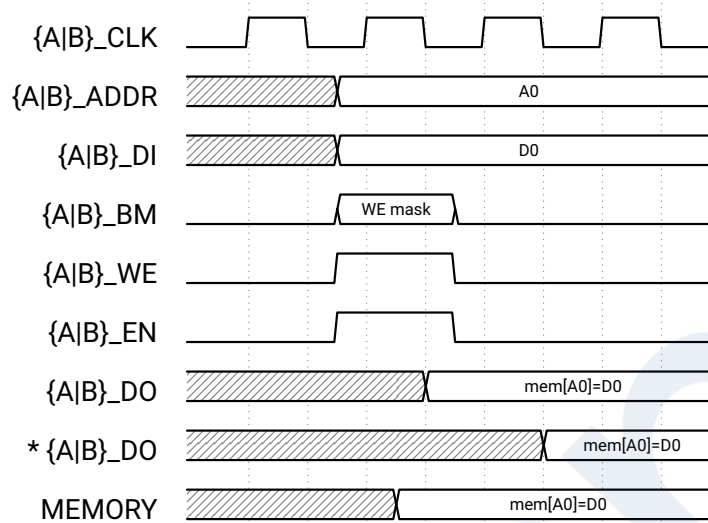 {A|B}_CLK
{A|B}_ADDR A0
{A|B}_DI D0
{A|B}_BM WE mask
{A|B}_WE
{A|B}_EN
{A|B}_DO mem[A0]=D0
* {A|B}_DO mem[A0]=D0
MEMORY mem[A0]=D0